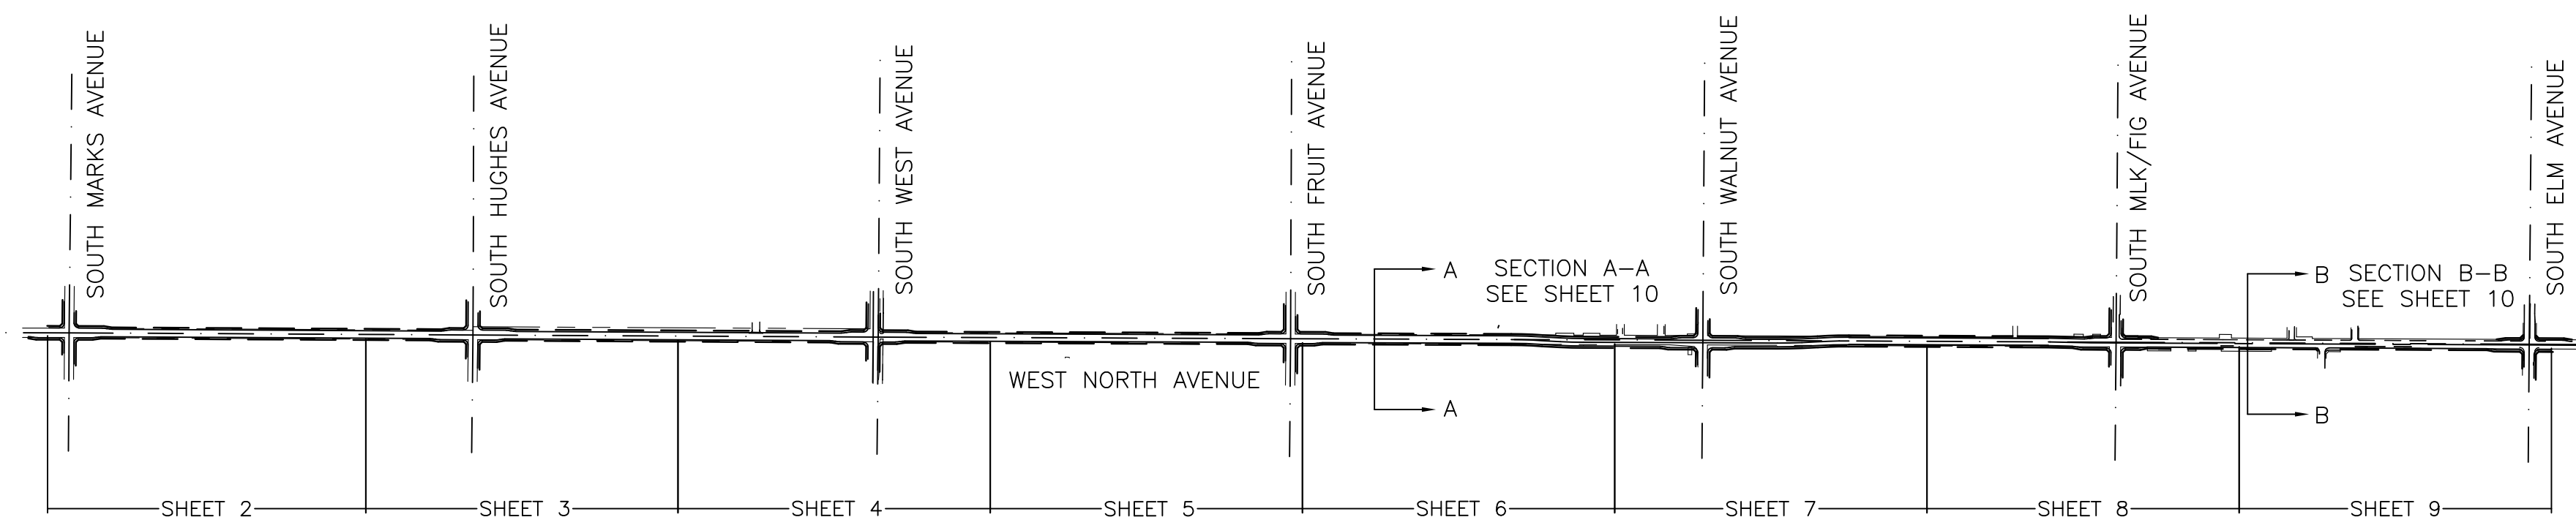 SOUTH MARKS AVENUE
SOUTH HUGHES AVENUE
SOUTH WEST AVENUE
SOUTH FRUIT AVENUE
SOUTH WALNUT AVENUE
SOUTH MLK/FIG AVENUE
SOUTH ELM AVENUE
A
SECTION A-A
SEE SHEET 10
B
SECTION B-B
SEE SHEET 10
WEST NORTH AVENUE
A
B
SHEET 2
SHEET 3
SHEET 4
SHEET 5
SHEET 6
SHEET 7
SHEET 8
SHEET 9